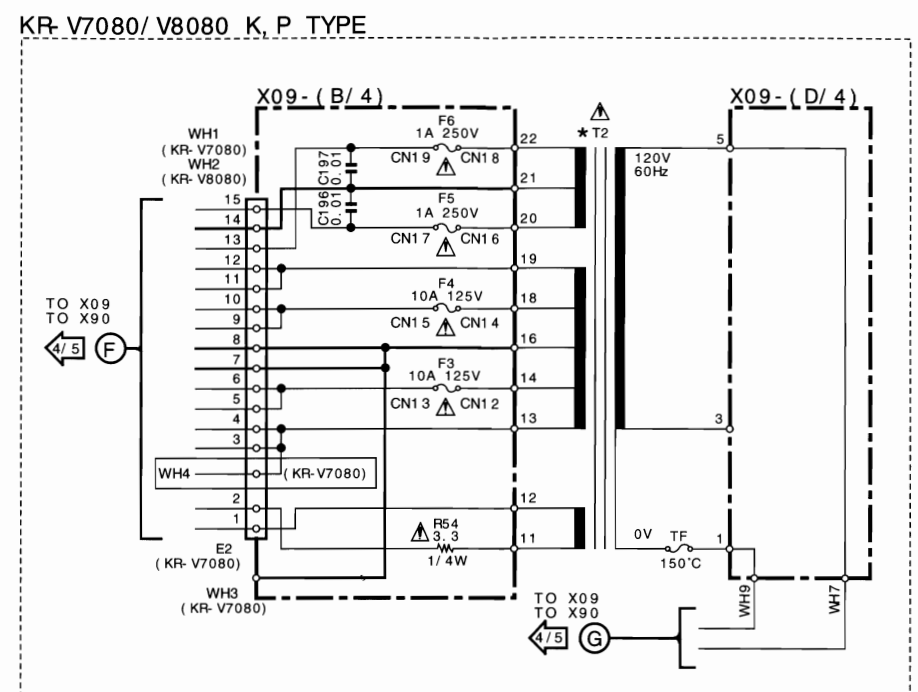 KR-V7080/V8080 K, P TYPE
X09-(B/4)
X09-(D/4)
WH1
(KR-V7080)
WH2
(KR-V8080)
F6
1A 250V
CN19
CN18
22
C197
0.01
21
C196
0.01
F5
1A 250V
CN17
CN16
20
* T2
120V
60Hz
5
15
14
13
12
11
10
9
8
7
6
5
4
3
19
F4
10A 125V
CN15
CN14
18
16
F3
10A 125V
CN13
CN12
14
13
3
TO X09
TO X90
4/5
F
WH4
(KR-V7080)
2
1
12
R54
3.3
1/4W
11
0V
TF
150°C
1
E2
(KR-V7080)
WH3
(KR-V7080)
WH9
WH7
TO X09
TO X90
4/5
G